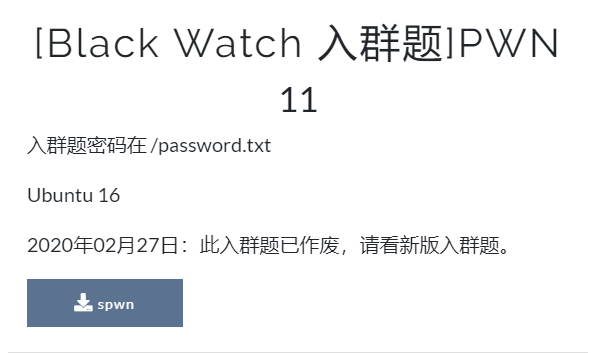 [Black Watch 入群题]PWN
11
入群题密码在 /password.txt
Ubuntu 16
2020年02月27日：此入群题已作废，请看新版入群题。
spwn